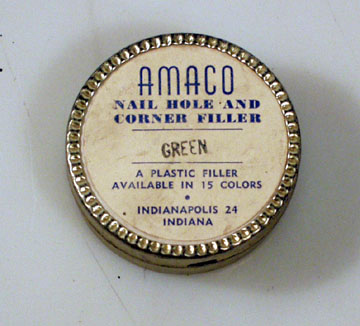 AMACO
NAIL HOLE AND
CORNER FILLER
GREEN
A PLASTIC FILLER
AVAILABLE IN 15 COLORS
•
INDIANAPOLIS 24
INDIANA